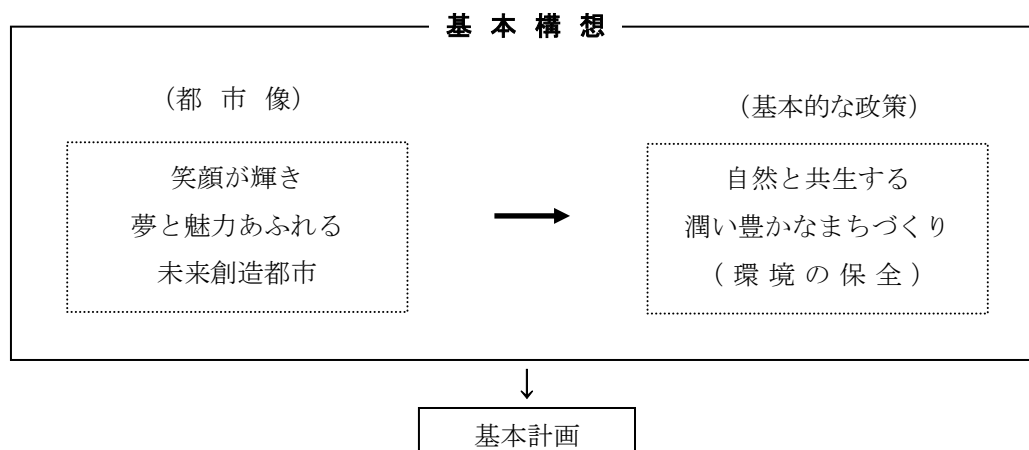 基 本 構 想
(都 市 像)
笑顔が輝き
夢と魅力あふれる
未来創造都市
(基本的な政策)
自然と共生する
潤い豊かなまちづくり
( 環 境 の 保 全 )
基本計画